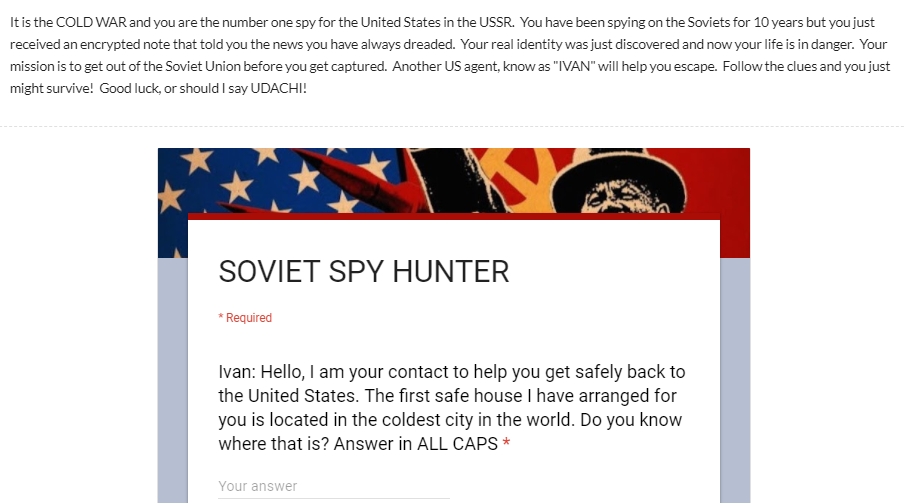 It is the COLD WAR and you are the number one spy for the United States in the USSR.  You have been spying on the Soviets for 10 years but you just
received an encrypted note that told you the news you have always dreaded.  Your real identity was just discovered and now your life is in danger.  Your
mission is to get out of the Soviet Union before you get captured.  Another US agent, know as "IVAN" will help you escape.  Follow the clues and you just
might survive!  Good luck, or should I say UDACHI!
SOVIET SPY HUNTER
* Required
Ivan: Hello, I am your contact to help you get safely back to
the United States. The first safe house I have arranged for
you is located in the coldest city in the world. Do you know
where that is? Answer in ALL CAPS *
Your answer